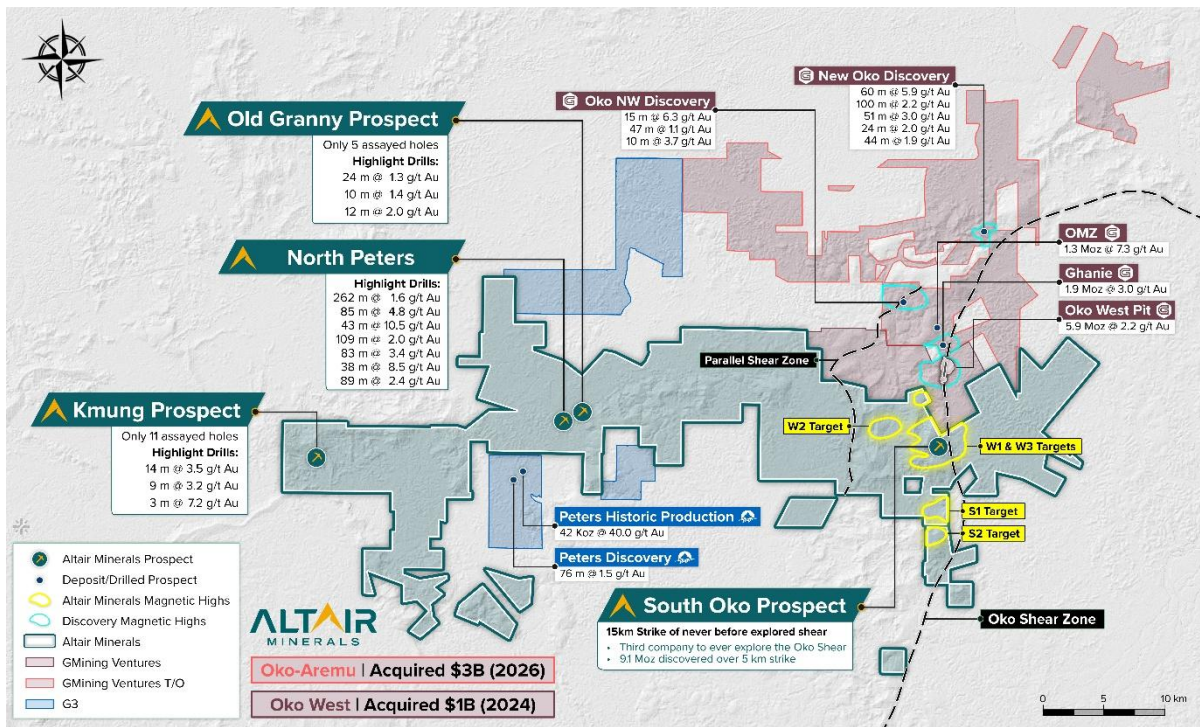 Old Granny Prospect
Only 5 assayed holes
Highlight Drills:
24 m @ 1.3 g/t Au
10 m @ 1.4 g/t Au
12 m @ 2.0 g/t Au
Oko NW Discovery
15 m @ 6.3 g/t Au
47 m @ 1.1 g/t Au
10 m @ 3.7 g/t Au
New Oko Discovery
60 m @ 5.9 g/t Au
100 m @ 2.2 g/t Au
51 m @ 3.0 g/t Au
24 m @ 2.0 g/t Au
44 m @ 1.9 g/t Au
North Peters
Highlight Drills:
262 m @ 1.6 g/t Au
85 m @ 4.8 g/t Au
43 m @ 10.5 g/t Au
109 m @ 2.0 g/t Au
83 m @ 3.4 g/t Au
38 m @ 8.5 g/t Au
89 m @ 2.4 g/t Au
OMZ
1.3 Moz @ 7.3 g/t Au
Ghanie
1.9 Moz @ 3.0 g/t Au
Oko West Pit
5.9 Moz @ 2.2 g/t Au
Parallel Shear Zone
Kmung Prospect
Only 11 assayed holes
Highlight Drills:
14 m @ 3.5 g/t Au
9 m @ 3.2 g/t Au
3 m @ 7.2 g/t Au
W2 Target
W1 & W3 Targets
S1 Target
S2 Target
Peters Historic Production
42 Koz @ 40.0 g/t Au
Peters Discovery
76 m @ 1.5 g/t Au
South Oko Prospect
15km Strike of never before explored shear
• Third company to ever explore the Oko Shear
• 9.1 Moz discovered over 5 km strike
Oko Shear Zone
Altair Minerals Prospect
Deposit/Drilled Prospect
Altair Minerals Magnetic Highs
Discovery Magnetic Highs
Altair Minerals
GMining Ventures
GMining Ventures T/O
G3
ALTAIR
MINERALS
Oko-Aremu | Acquired $3B (2026)
Oko West | Acquired $1B (2024)
0 5 10 km